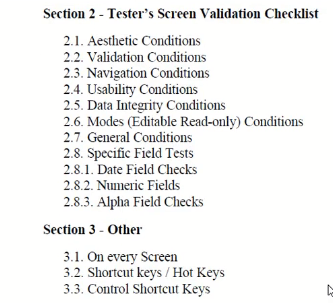 Section 2 - Tester's Screen Validation Checklist
2.1. Aesthetic Conditions
2.2. Validation Conditions
2.3. Navigation Conditions
2.4. Usability Conditions
2.5. Data Integrity Conditions
2.6. Modes (Editable Read-only) Conditions
2.7. General Conditions
2.8. Specific Field Tests
2.8.1. Date Field Checks
2.8.2. Numeric Fields
2.8.3. Alpha Field Checks
Section 3 - Other
3.1. On every Screen
3.2. Shortcut keys / Hot Keys
3.3. Control Shortcut Keys